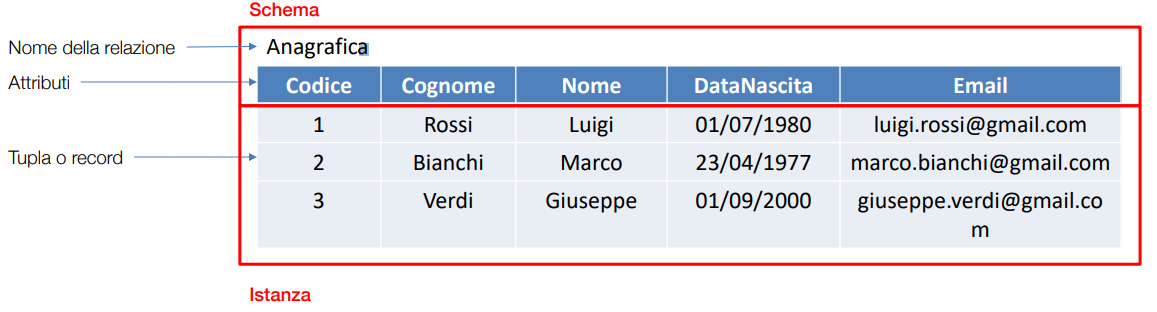 Schema
Nome della relazione Anagrafica
Attributi Codice Cognome Nome DataNascita Email
1 Rossi Luigi 01/07/1980 luigi.rossi@gmail.com
Tupla o record 2 Bianchi Marco 23/04/1977 marco.bianchi@gmail.com
3 Verdi Giuseppe 01/09/2000 giuseppe.verdi@gmail.co
m
Istanza